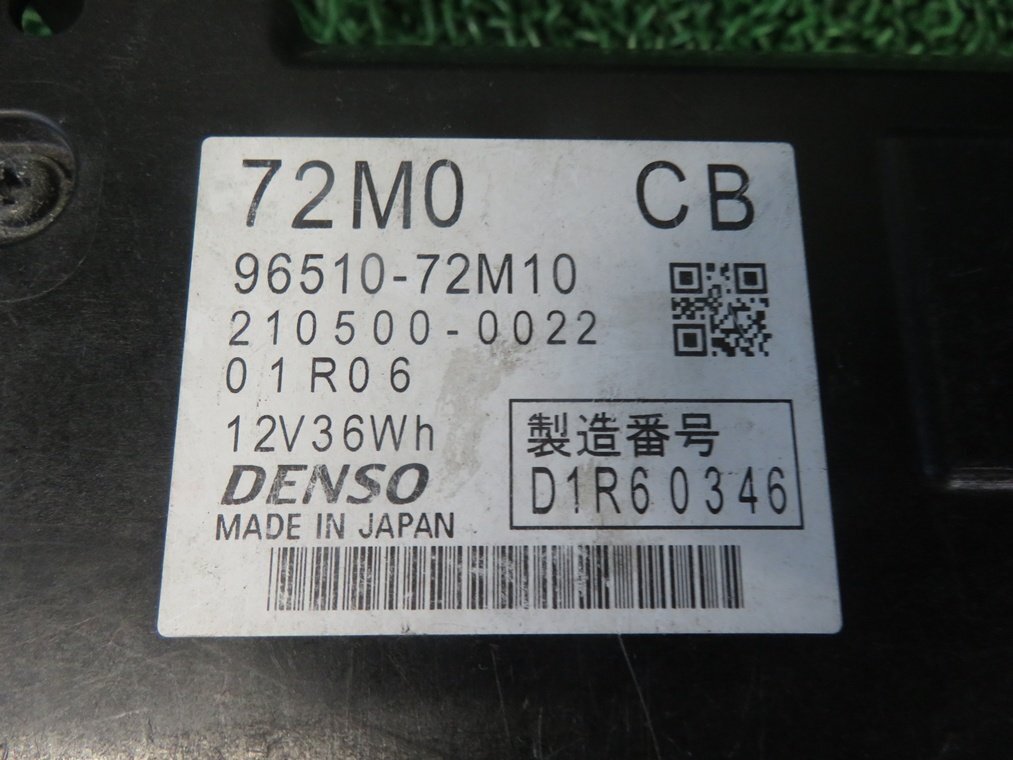 72M0 CB
96510-72M10
210500-0022
01R06
12V36Wh
DENSO
MADE IN JAPAN
製造番号
D1R60346